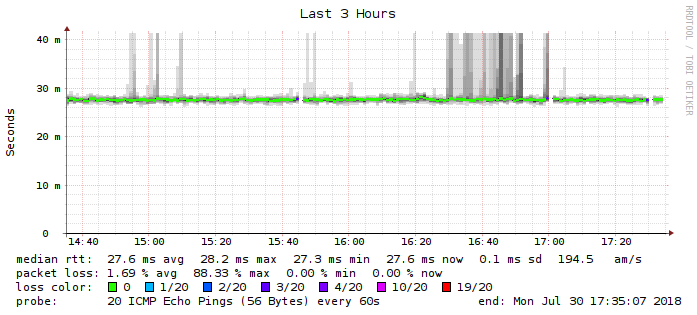 Last 3 Hours
RRDTOOL / TOBI OETIKER
Seconds
40 m
30 m
20 m
10 m
0
14:40 15:00 15:20 15:40 16:00 16:20 16:40 17:00 17:20
median rtt: 27.6 ms avg 28.2 ms max 27.3 ms min 27.6 ms now 0.1 ms sd 194.5 am/s
packet loss: 1.69 % avg 88.33 % max 0.00 % min 0.00 % now
loss color: 0 1/20 2/20 3/20 4/20 10/20 19/20
probe: 20 ICMP Echo Pings (56 Bytes) every 60s end: Mon Jul 30 17:35:07 2018